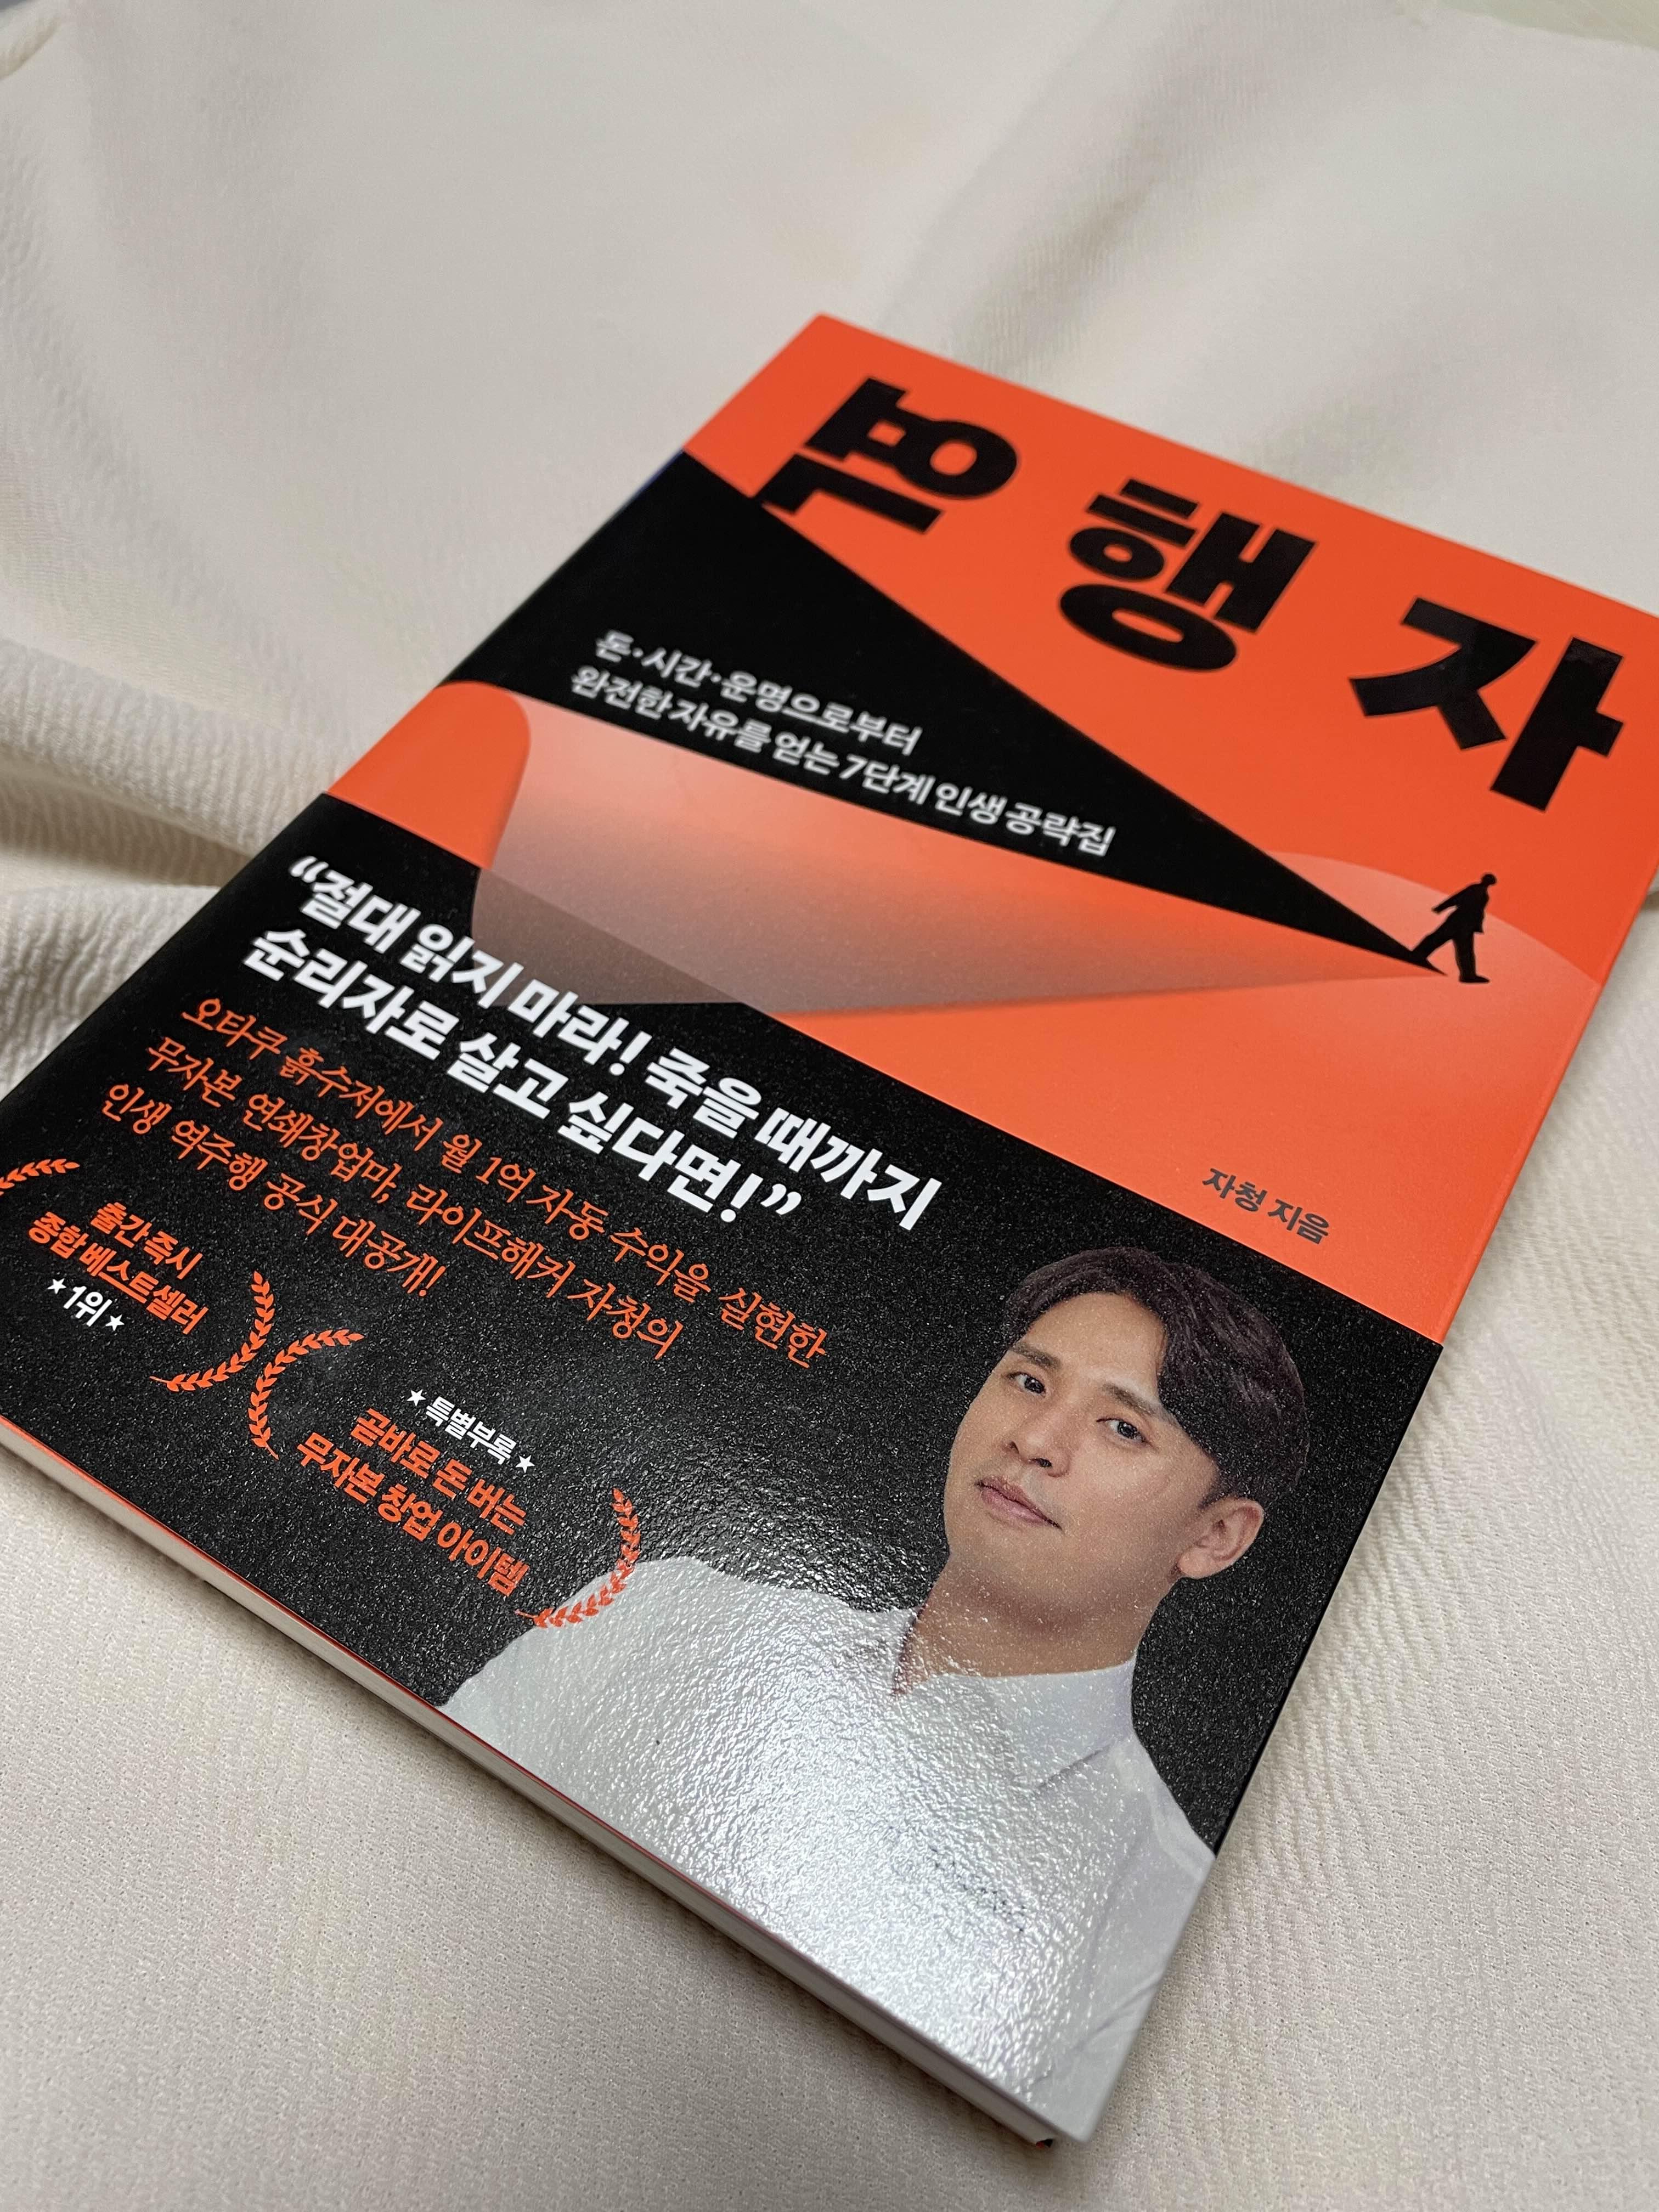 역행자
돈·시간·운명으로부터
완전한 자유를 얻는 7단계 인생 공략집
자청 지음
“절대 읽지 마라! 죽을 때까지
순리자로 살고 싶다면!”
오타쿠 흙수저에서 월 1억 자동 수익을 실현한
무자본 연쇄창업마, 라이프해커 자청의
인생 역주행 공식 대공개!
출간 즉시
종합 베스트셀러
★1위★
★특별부록★
곧바로 돈 버는
무자본 창업 아이템